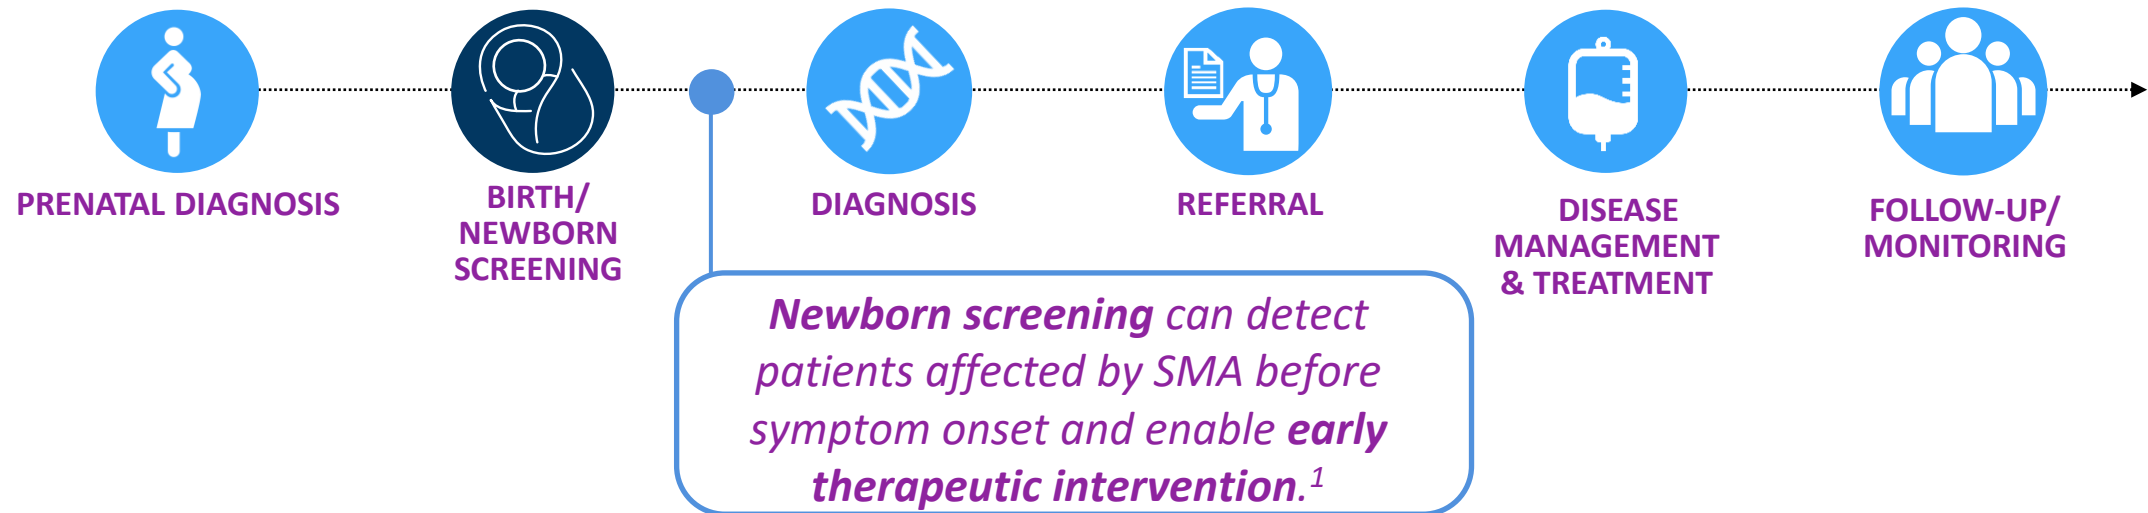 PRENATAL DIAGNOSIS
BIRTH/
NEWBORN
SCREENING
DIAGNOSIS
REFERRAL
DISEASE
MANAGEMENT
& TREATMENT
FOLLOW-UP/
MONITORING
Newborn screening can detect
patients affected by SMA before
symptom onset and enable early
therapeutic intervention.¹